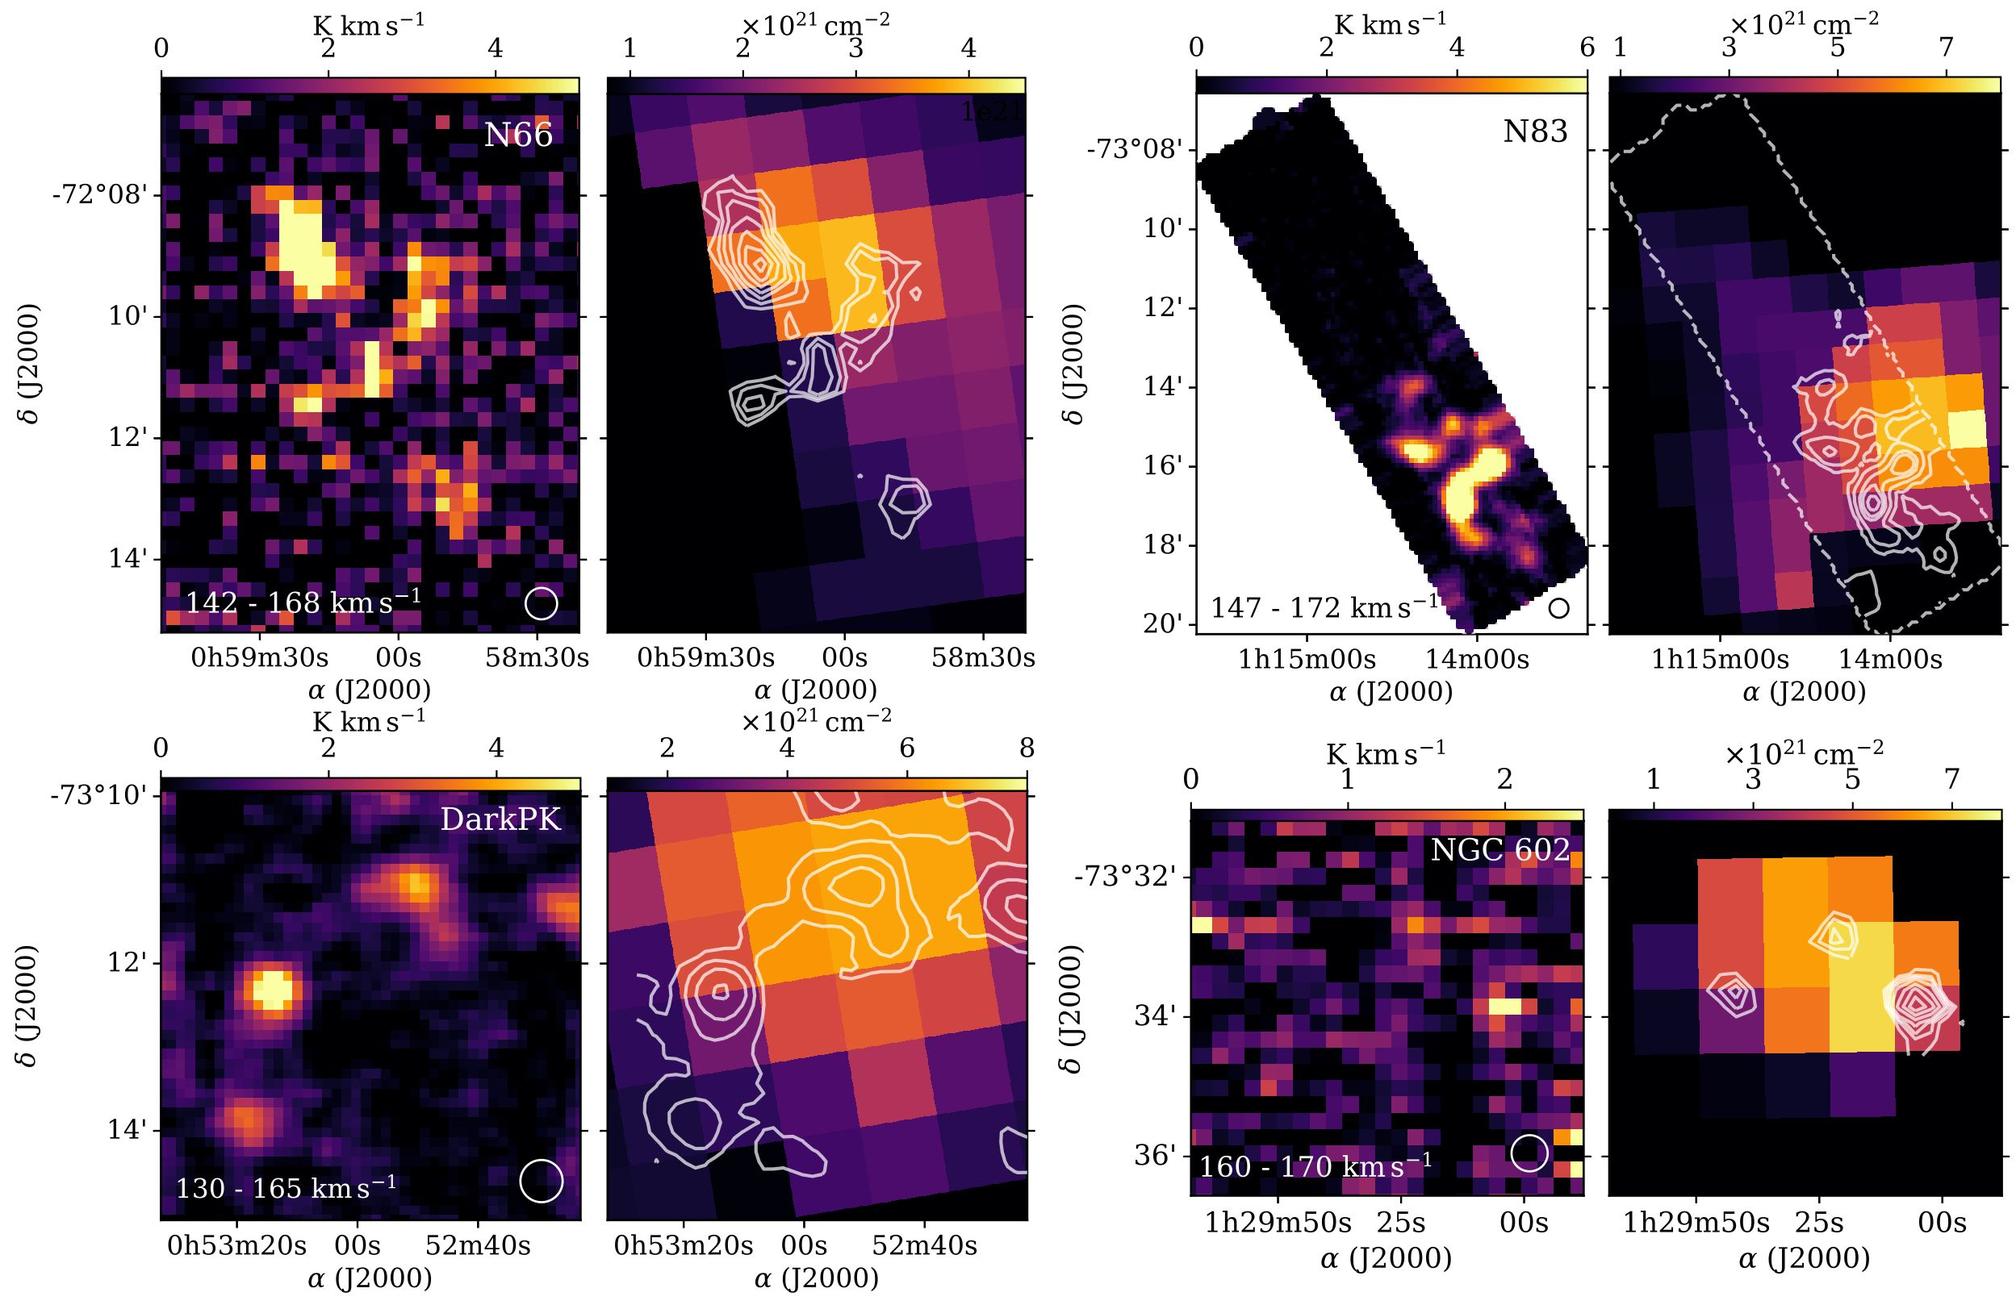 K km s⁻¹
0 2 4
N66
-72°08'
10'
12'
14'
δ (J2000)
142 - 168 km s⁻¹
0h59m30s 00s 58m30s
α (J2000)
×10²¹ cm⁻²
1 2 3 4
1e21
0h59m30s 00s 58m30s
α (J2000)
K km s⁻¹
0 2 4 6
N83
-73°08'
10'
12'
14'
16'
18'
20'
δ (J2000)
147 - 172 km s⁻¹
1h15m00s 14m00s
α (J2000)
×10²¹ cm⁻²
1 3 5 7
1h15m00s 14m00s
α (J2000)
K km s⁻¹
0 2 4
DarkPK
-73°10'
12'
14'
δ (J2000)
130 - 165 km s⁻¹
0h53m20s 00s 52m40s
α (J2000)
×10²¹ cm⁻²
2 4 6 8
0h53m20s 00s 52m40s
α (J2000)
K km s⁻¹
0 1 2
NGC 602
-73°32'
34'
36'
δ (J2000)
160 - 170 km s⁻¹
1h29m50s 25s 00s
α (J2000)
×10²¹ cm⁻²
1 3 5 7
1h29m50s 25s 00s
α (J2000)